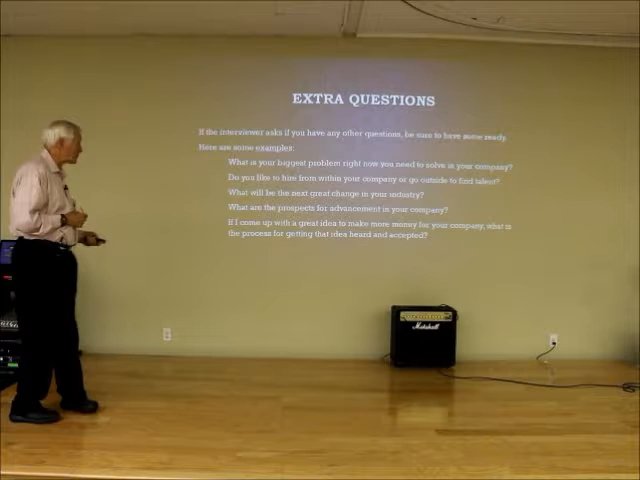 EXTRA QUESTIONS
If the interviewer asks if you have any other questions, be sure to have some ready.
Here are some examples:
What is your biggest problem right now you need to solve in your company?
Do you like to hire from within your company or go outside to find talent?
What will be the next great change in your industry?
What are the prospects for advancement in your company?
If I come up with a great idea to make more money for your company, what is
the process for getting that idea heard and accepted?
Marshall